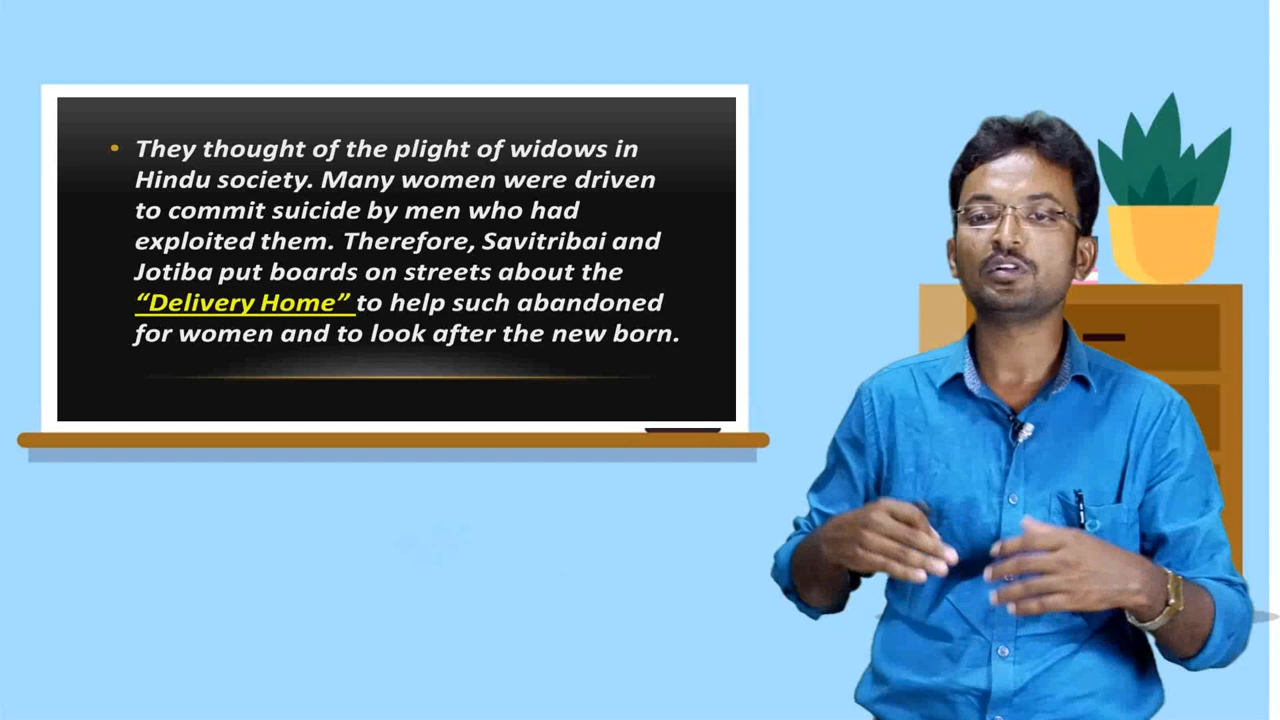 • They thought of the plight of widows in
Hindu society. Many women were driven
to commit suicide by men who had
exploited them. Therefore, Savitribai and
Jotiba put boards on streets about the
“Delivery Home” to help such abandoned
for women and to look after the new born.